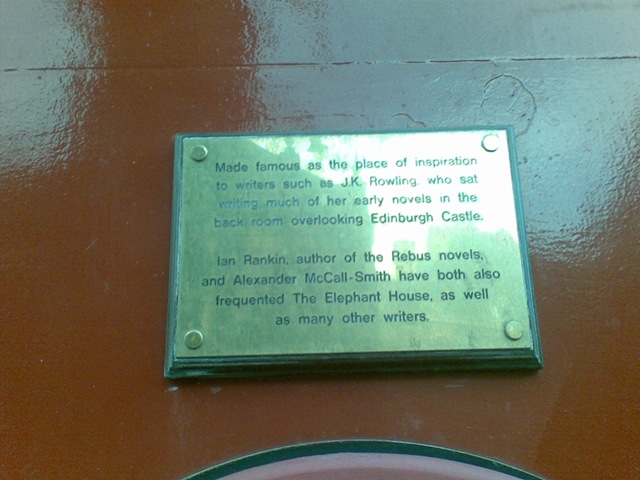 Made famous as the place of inspiration
to writers such as J.K. Rowling, who sat
writing much of her early novels in the
back room overlooking Edinburgh Castle.
Ian Rankin, author of the Rebus novels,
and Alexander McCall-Smith have both also
frequented The Elephant House, as well
as many other writers.